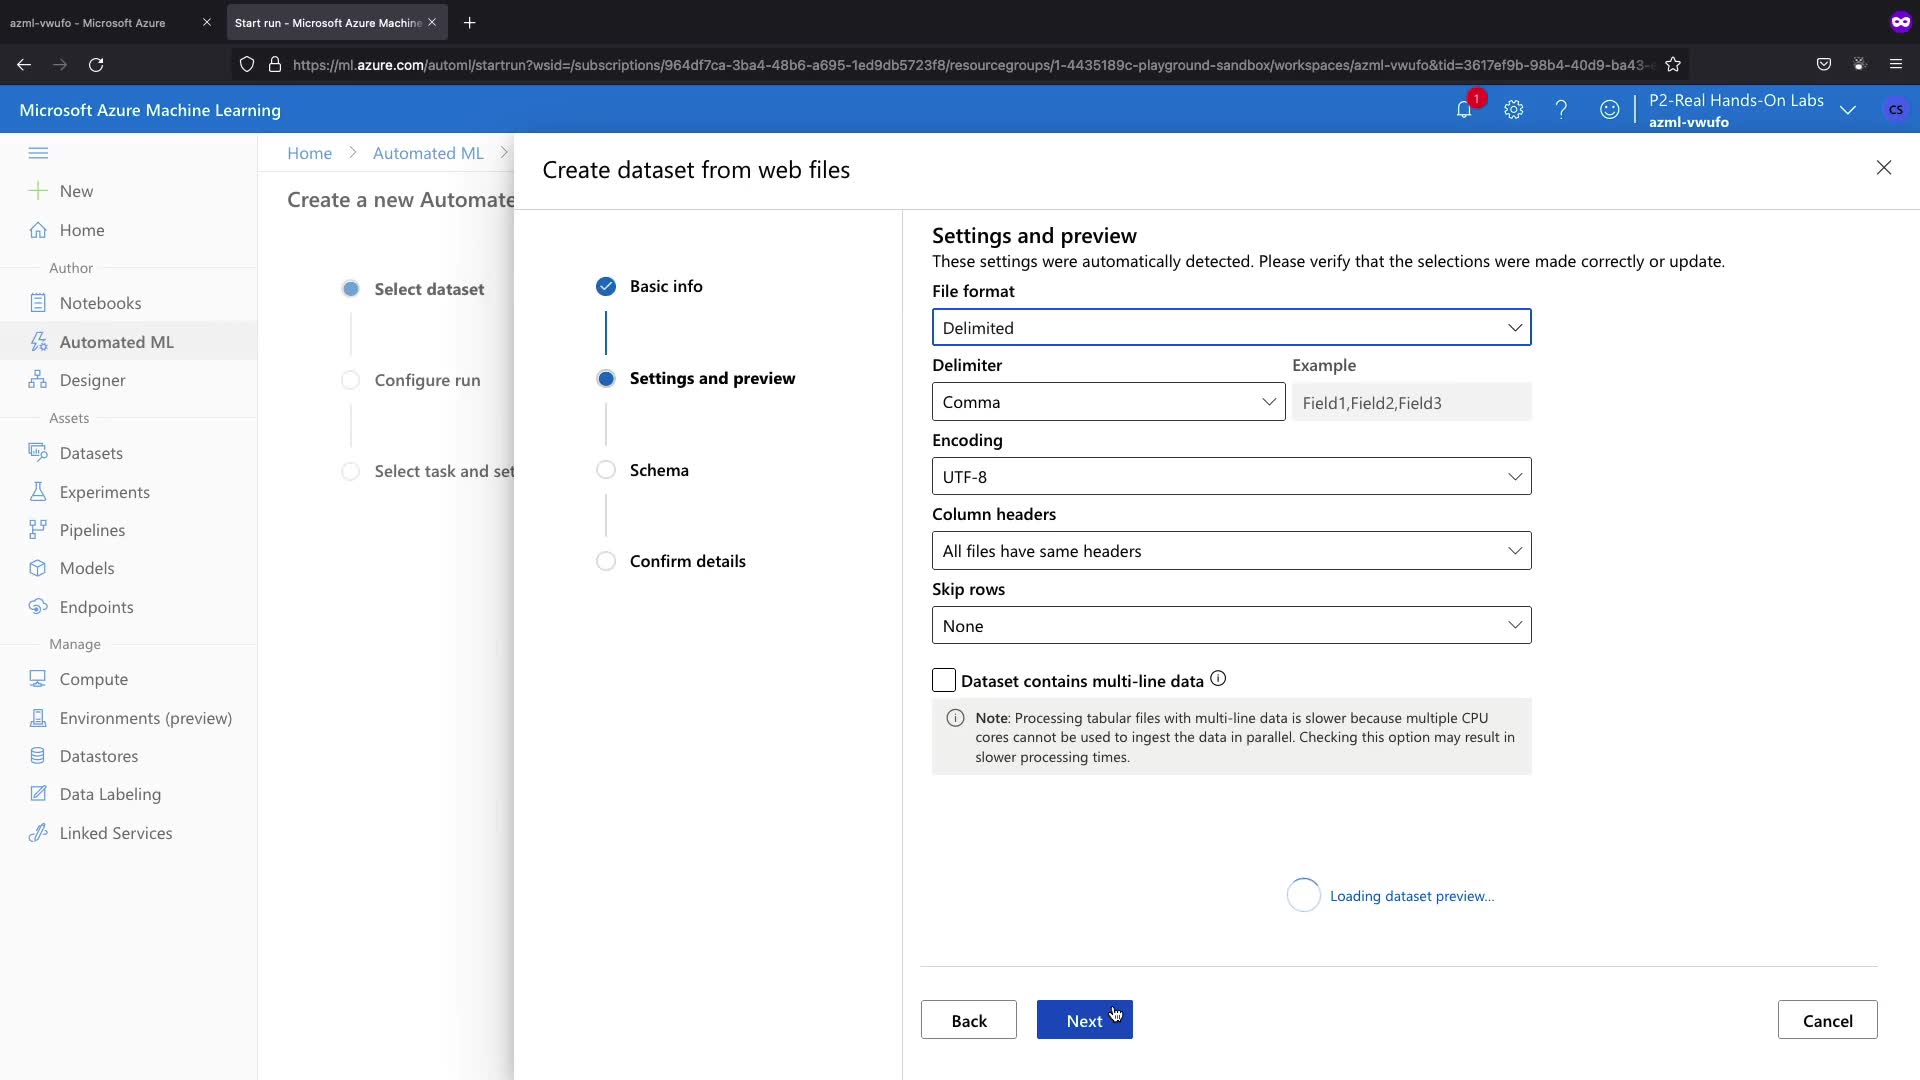 azml-vwufo - Microsoft Azure
Start run - Microsoft Azure Machine
https://ml.azure.com/automl/startrun?wsid=/subscriptions/964df7ca-3ba4-48b6-a695-1ed9db5723f8/resourcegroups/1-4435189c-playground-sandbox/workspaces/azml-vwufo&tid=3617ef9b-98b4-40d9-ba43-
Microsoft Azure Machine Learning
1
P2-Real Hands-On Labs
azml-vwufo
CS
Home > Automated ML >
Create a new Automate
Create dataset from web files
New
Home
Author
Notebooks
Automated ML
Designer
Assets
Datasets
Experiments
Pipelines
Models
Endpoints
Manage
Compute
Environments (preview)
Datastores
Data Labeling
Linked Services
Select dataset
Configure run
Select task and set
Basic info
Settings and preview
Schema
Confirm details
Settings and preview
These settings were automatically detected. Please verify that the selections were made correctly or update.
File format
Delimited
Delimiter
Example
Comma
Field1,Field2,Field3
Encoding
UTF-8
Column headers
All files have same headers
Skip rows
None
Dataset contains multi-line data
Note: Processing tabular files with multi-line data is slower because multiple CPU
cores cannot be used to ingest the data in parallel. Checking this option may result in
slower processing times.
Loading dataset preview...
Back
Next
Cancel